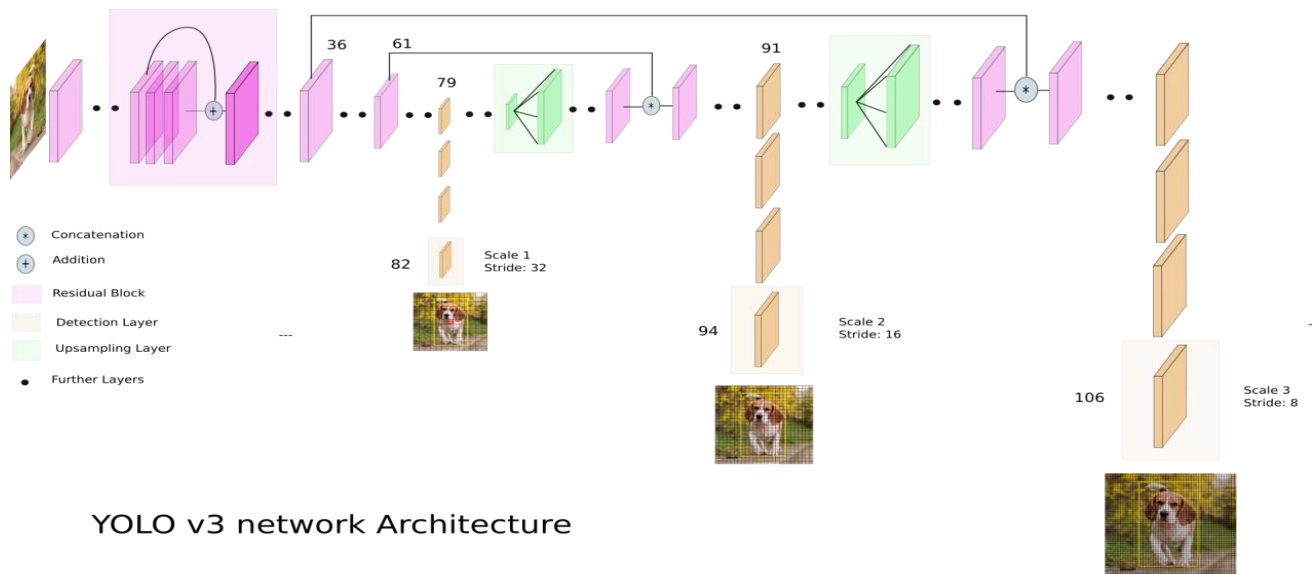 36
61
91
79
Concatenation
Addition
Residual Block
Detection Layer
Upsampling Layer
Further Layers
---
82
Scale 1
Stride: 32
94
Scale 2
Stride: 16
106
Scale 3
Stride: 8
YOLO v3 network Architecture
*
+
*
*
+